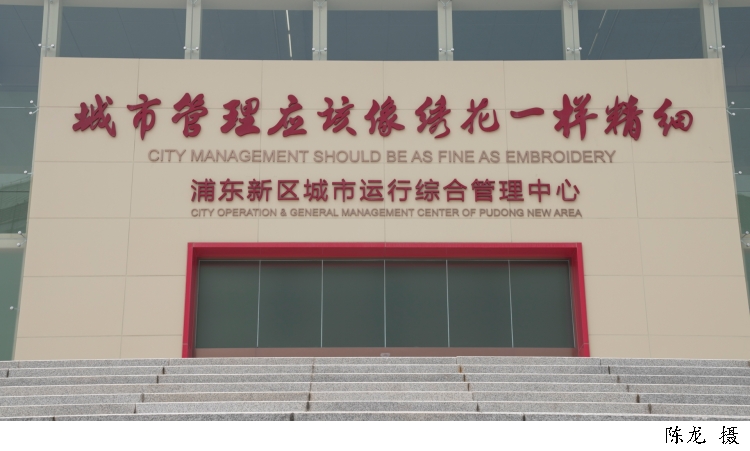 城市管理应该像绣花一样精细
CITY MANAGEMENT SHOULD BE AS FINE AS EMBROIDERY
浦东新区城市运行综合管理中心
CITY OPERATION & GENERAL MANAGEMENT CENTER OF PUDONG NEW AREA
陈龙 摄